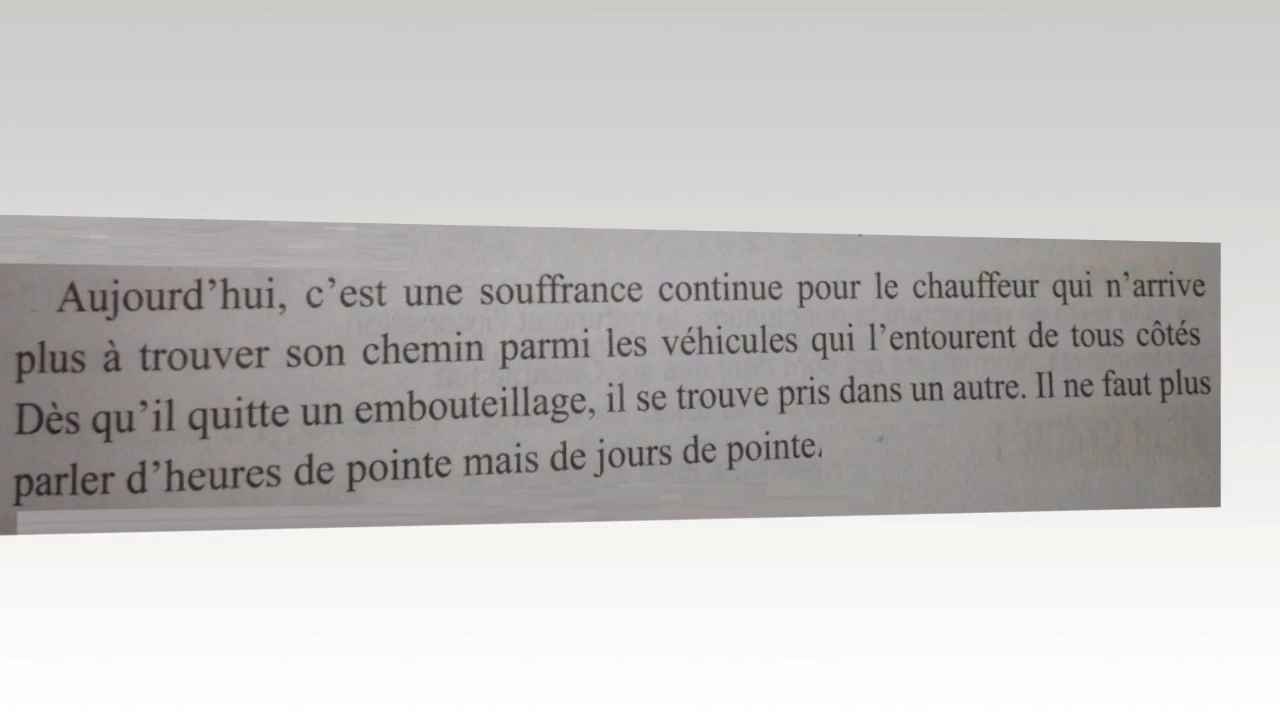 Aujourd’hui, c’est une souffrance continue pour le chauffeur qui n’arrive
plus à trouver son chemin parmi les véhicules qui l’entourent de tous côtés
Dès qu’il quitte un embouteillage, il se trouve pris dans un autre. Il ne faut plus
parler d’heures de pointe mais de jours de pointe.